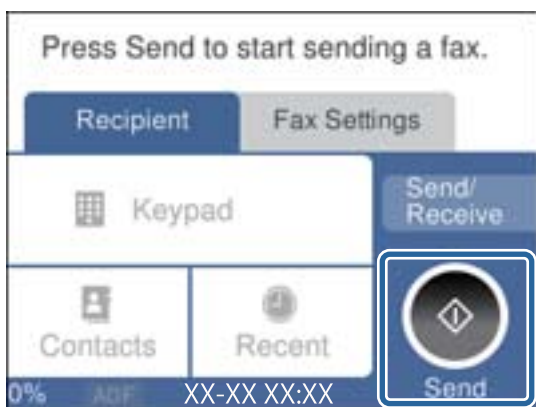 Press Send to start sending a fax.
Recipient
Fax Settings
Keypad
Send/
Receive
Contacts
Recent
Send
0%
ADF
XX-XX XX:XX